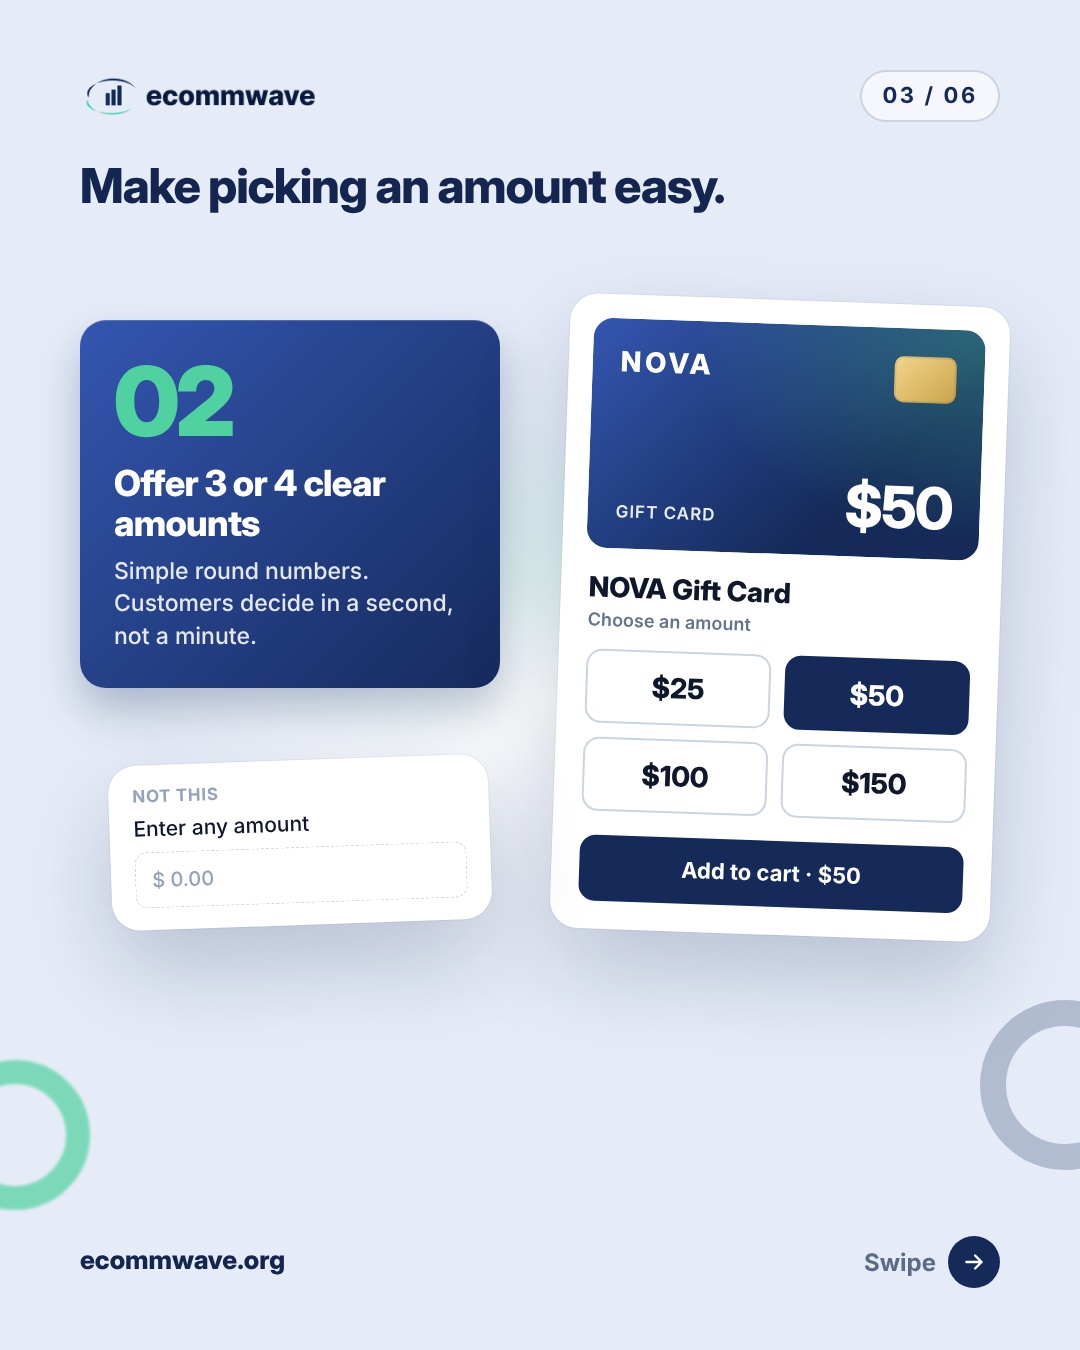 ecommwave
03 / 06
Make picking an amount easy.
02
Offer 3 or 4 clear
amounts
Simple round numbers.
Customers decide in a second,
not a minute.
NOT THIS
Enter any amount
$ 0.00
NOVA
GIFT CARD
$50
NOVA Gift Card
Choose an amount
$25
$50
$100
$150
Add to cart · $50
ecommwave.org
Swipe